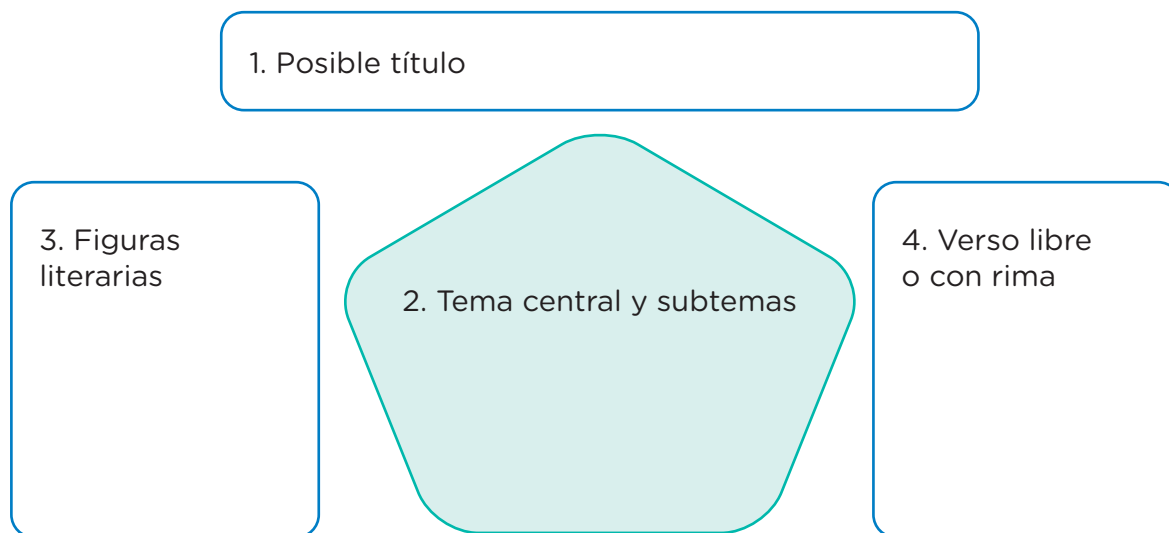 1. Posible título
3. Figuras
literarias
2. Tema central y subtemas
4. Verso libre
o con rima